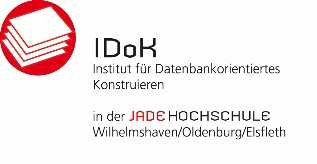 IDoK
Institut für Datenbankorientiertes
Konstruieren
in der JADE HOCHSCHULE
Wilhelmshaven/Oldenburg/Elsfleth